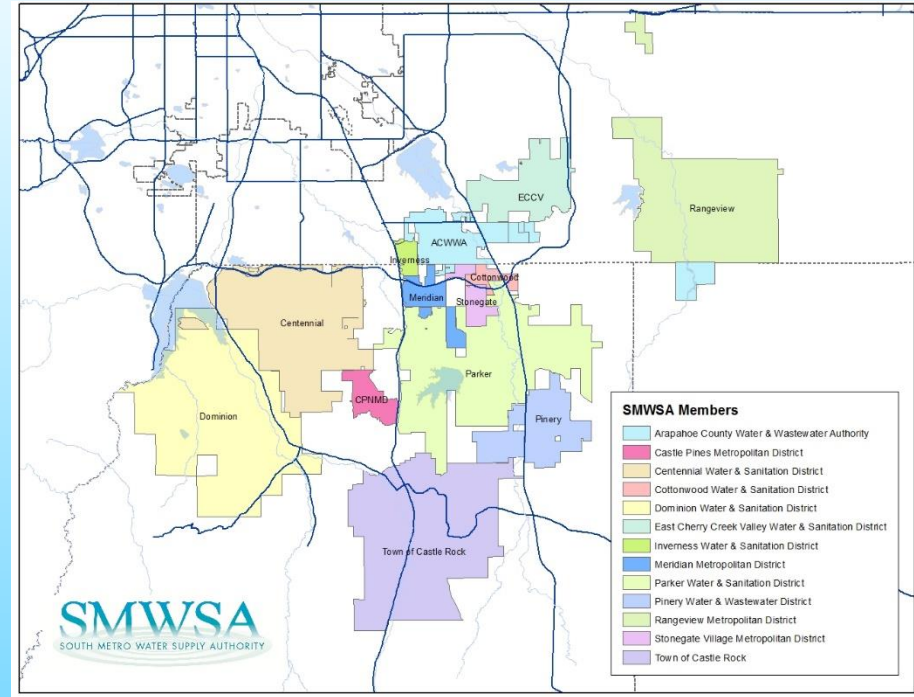 ECCV
Rangeview
ACWWA
Inverness
Cottonwood
Meridian
Stonegate
Centennial
Parker
CPNMD
Dominion
Pinery
Town of Castle Rock
SMWSA Members
Arapahoe County Water & Wastewater Authority
Castle Pines Metropolitan District
Centennial Water & Sanitation District
Cottonwood Water & Sanitation District
Dominion Water & Sanitation District
East Cherry Creek Valley Water & Sanitation District
Inverness Water & Sanitation District
Meridian Metropolitan District
Parker Water & Sanitation District
Pinery Water & Wastewater District
Rangeview Metropolitan District
Stonegate Village Metropolitan District
Town of Castle Rock
SMWSA
SOUTH METRO WATER SUPPLY AUTHORITY